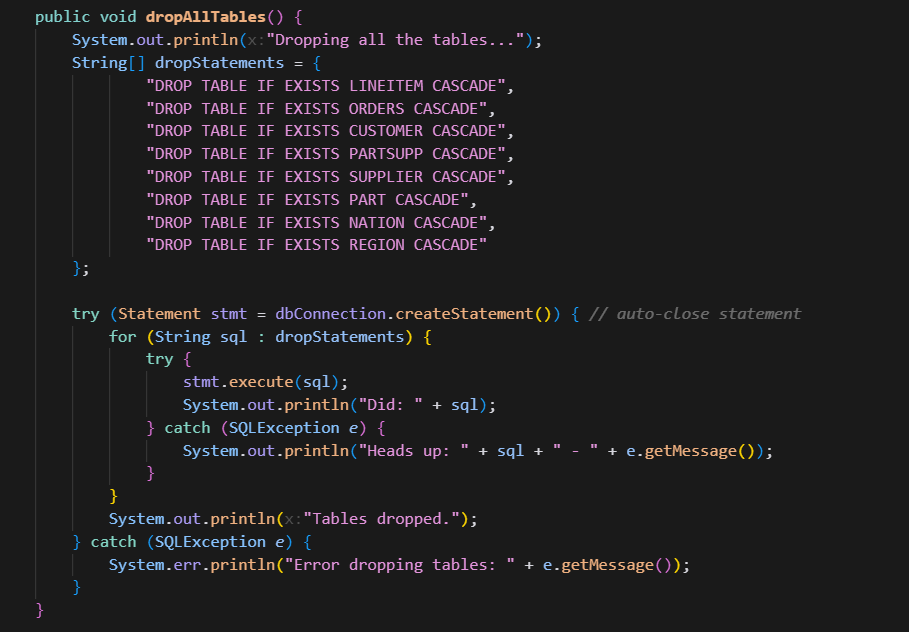 public void dropAllTables() {
    System.out.println(x:"Dropping all the tables...");
    String[] dropStatements = {
            "DROP TABLE IF EXISTS LINEITEM CASCADE",
            "DROP TABLE IF EXISTS ORDERS CASCADE",
            "DROP TABLE IF EXISTS CUSTOMER CASCADE",
            "DROP TABLE IF EXISTS PARTSUPP CASCADE",
            "DROP TABLE IF EXISTS SUPPLIER CASCADE",
            "DROP TABLE IF EXISTS PART CASCADE",
            "DROP TABLE IF EXISTS NATION CASCADE",
            "DROP TABLE IF EXISTS REGION CASCADE"
    };

    try (Statement stmt = dbConnection.createStatement()) { // auto-close statement
        for (String sql : dropStatements) {
            try {
                stmt.execute(sql);
                System.out.println("Did: " + sql);
            } catch (SQLException e) {
                System.out.println("Heads up: " + sql + " - " + e.getMessage());
            }
        }
        System.out.println(x:"Tables dropped.");
    } catch (SQLException e) {
        System.err.println("Error dropping tables: " + e.getMessage());
    }
}